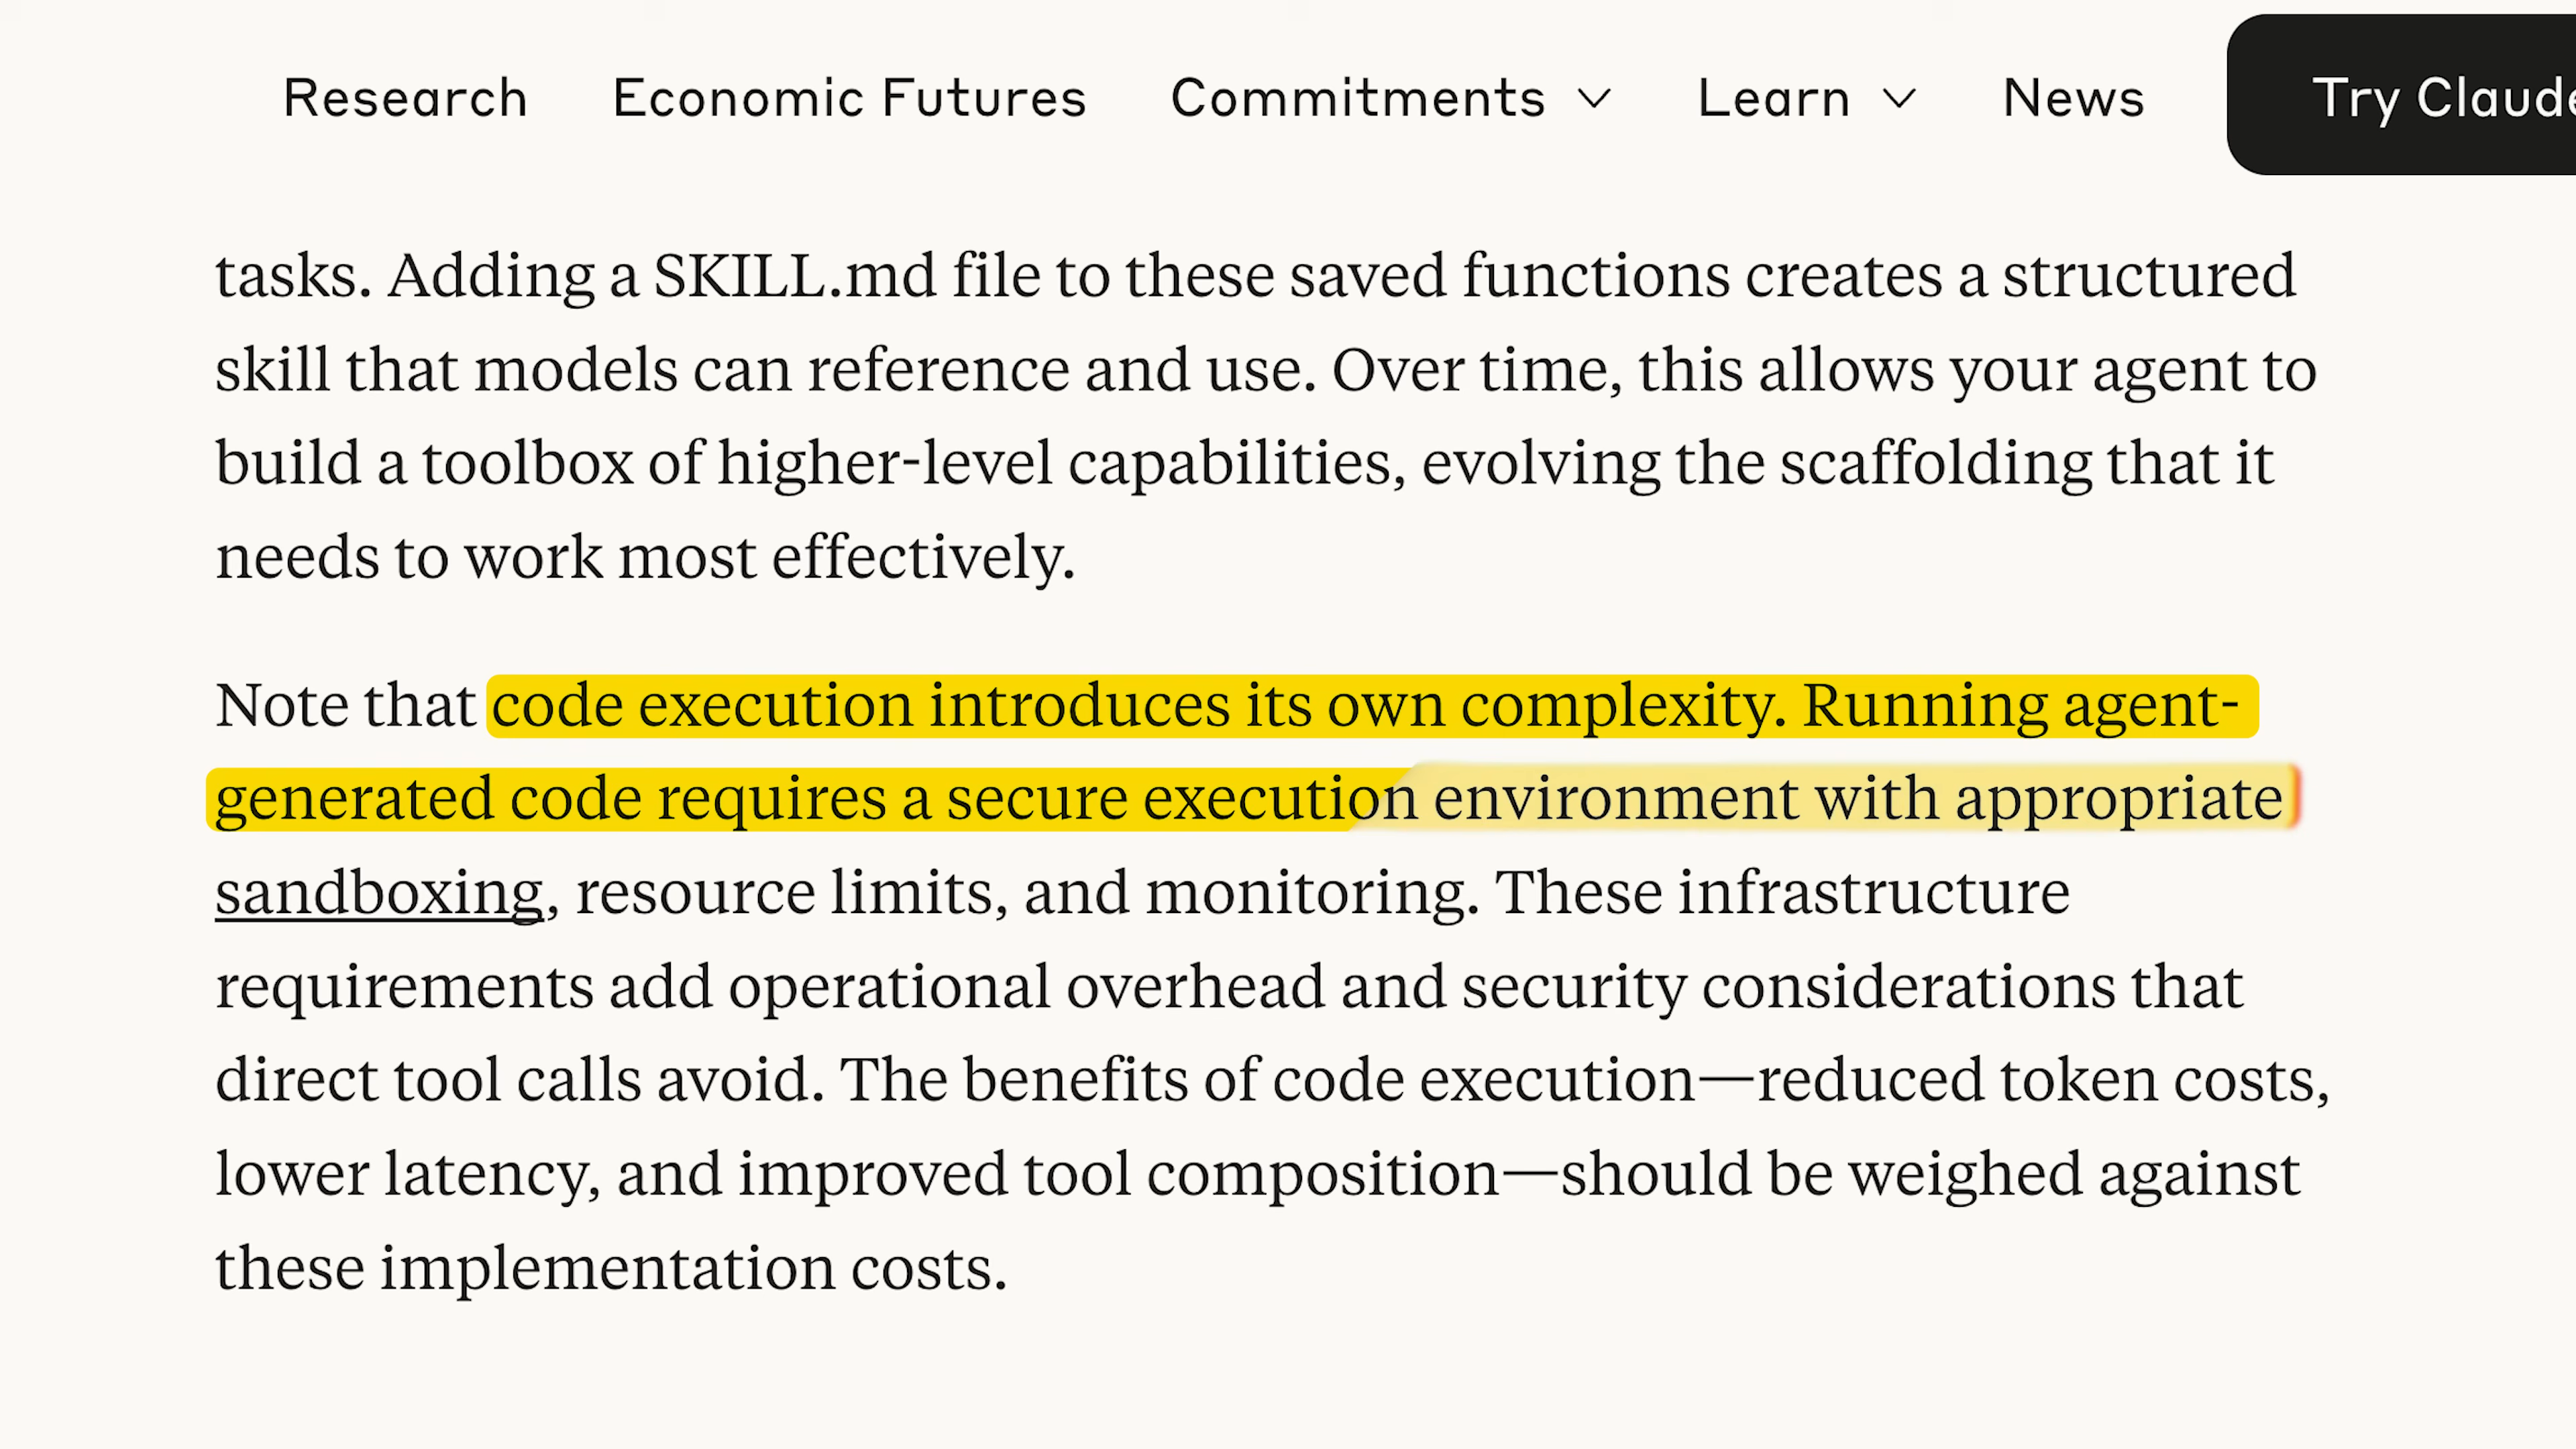 Research Economic Futures Commitments Learn News Try Claude
tasks. Adding a SKILL.md file to these saved functions creates a structured
skill that models can reference and use. Over time, this allows your agent to
build a toolbox of higher-level capabilities, evolving the scaffolding that it
needs to work most effectively.
Note that code execution introduces its own complexity. Running agent-
generated code requires a secure execution environment with appropriate
sandboxing, resource limits, and monitoring. These infrastructure
requirements add operational overhead and security considerations that
direct tool calls avoid. The benefits of code execution—reduced token costs,
lower latency, and improved tool composition—should be weighed against
these implementation costs.